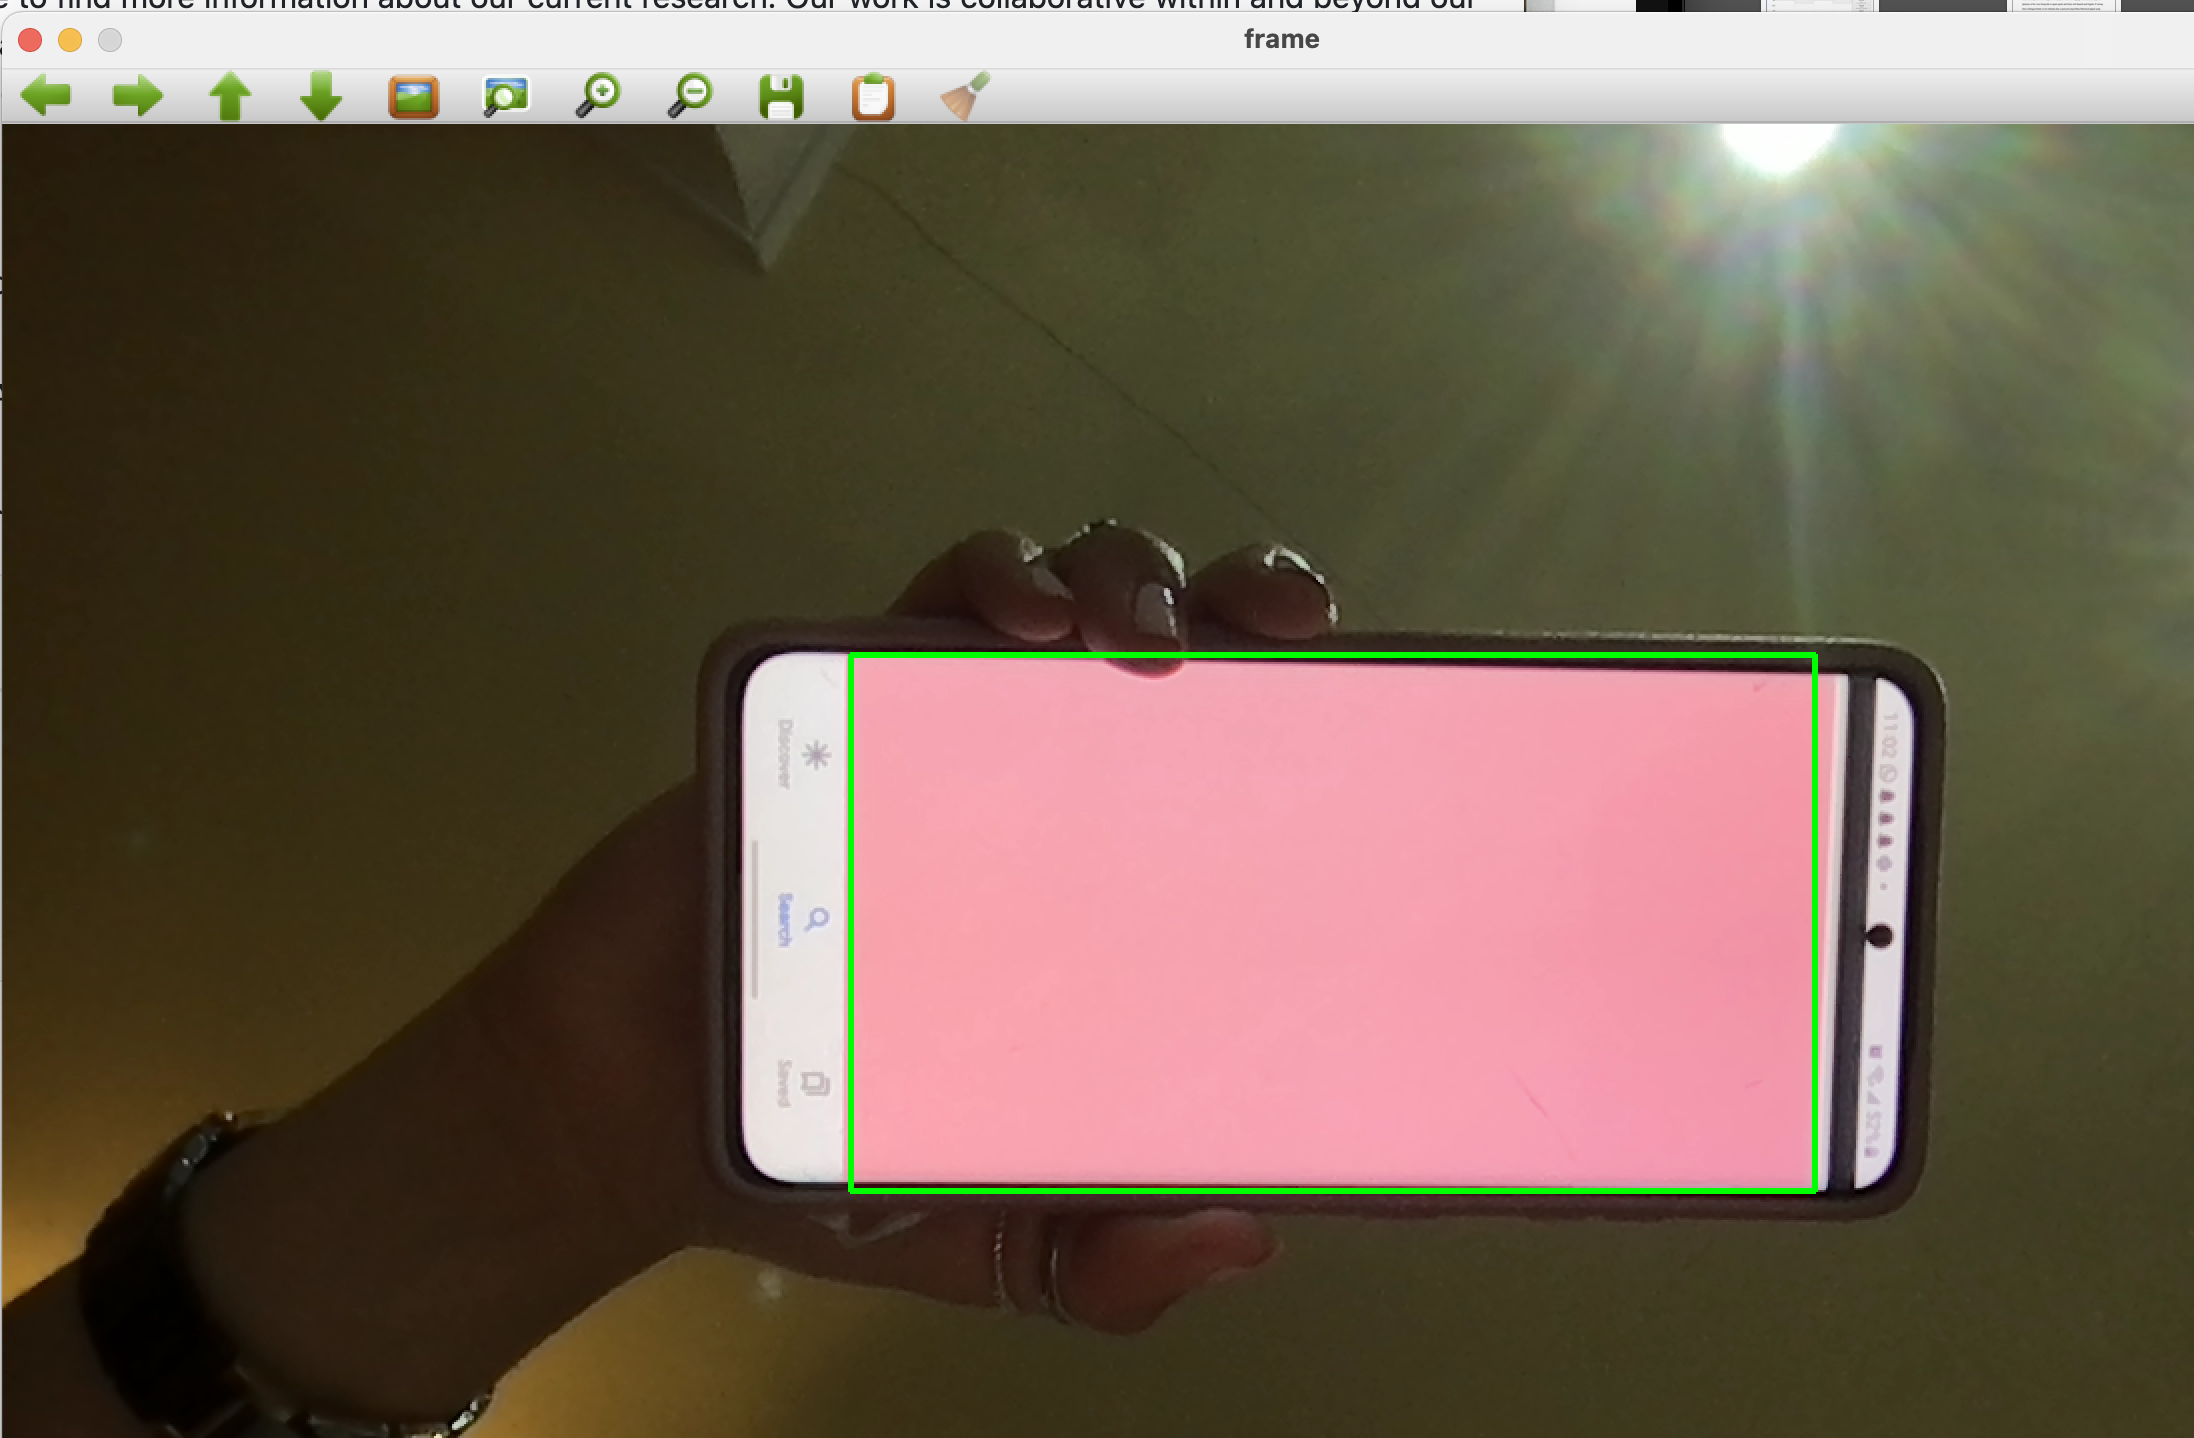 e to find more information about our current research. Our work is collaborative within and beyond our
frame
11:02
52%
Discover
Search
Saved